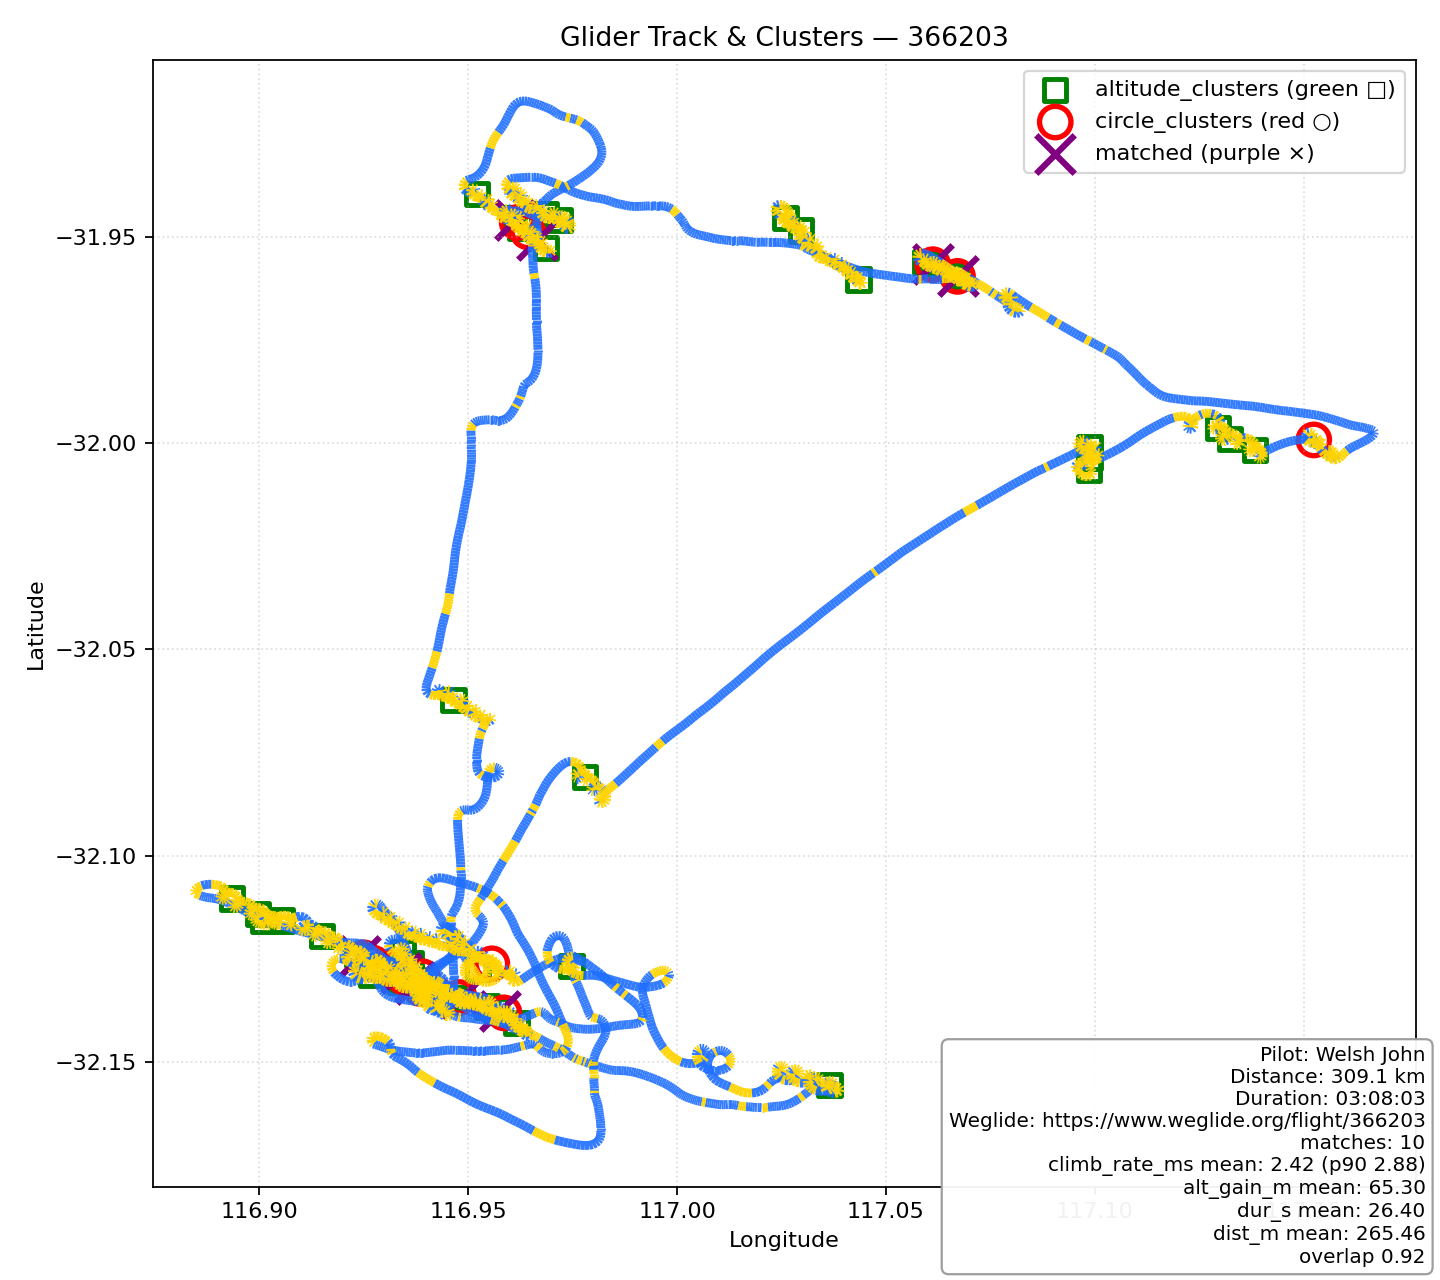 Glider Track & Clusters — 366203
altitude_clusters (green □)
circle_clusters (red ○)
matched (purple ×)
Latitude
−31.95
−32.00
−32.05
−32.10
−32.15
116.90
116.95
117.00
117.05
117.10
Longitude
Pilot: Welsh John
Distance: 309.1 km
Duration: 03:08:03
Weglide: https://www.weglide.org/flight/366203
matches: 10
climb_rate_ms mean: 2.42 (p90 2.88)
alt_gain_m mean: 65.30
dur_s mean: 26.40
dist_m mean: 265.46
overlap 0.92